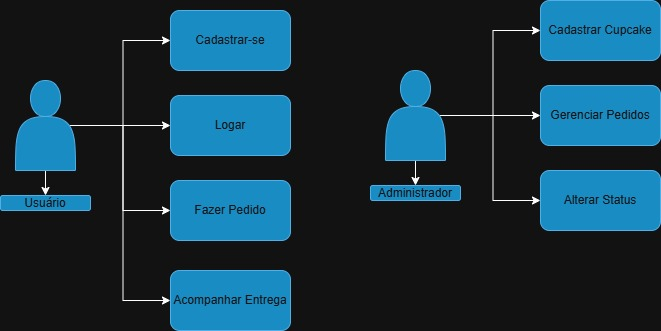 Cadastrar-se
Logar
Usuário
Fazer Pedido
Acompanhar Entrega
Cadastrar Cupcake
Gerenciar Pedidos
Administrador
Alterar Status